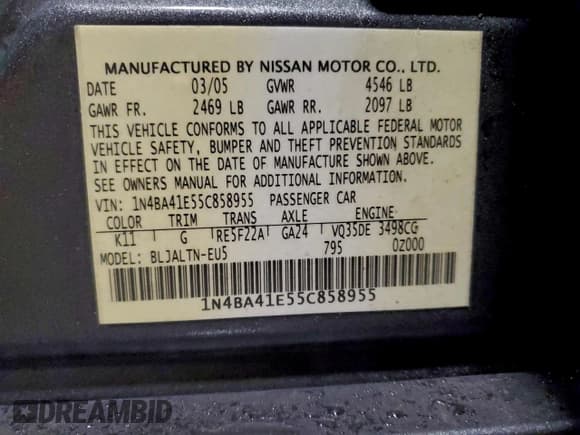 MANUFACTURED BY NISSAN MOTOR CO., LTD.
DATE 03/05 GVWR 4546 LB
GAWR FR. 2469 LB GAWR RR. 2097 LB
THIS VEHICLE CONFORMS TO ALL APPLICABLE FEDERAL MOTOR
VEHICLE SAFETY, BUMPER AND THEFT PREVENTION STANDARDS
IN EFFECT ON THE DATE OF MANUFACTURE SHOWN ABOVE.
SEE OWNERS MANUAL FOR ADDITIONAL INFORMATION.
VIN: 1N4BA41E55C858955 PASSENGER CAR
COLOR TRIM TRANS AXLE ENGINE
K11 G RE5F22A GA24 VQ35DE 3498CG
MODEL: BLJALTN-EU5 795 0Z000
1N4BA41E55C858955
DREAMBID